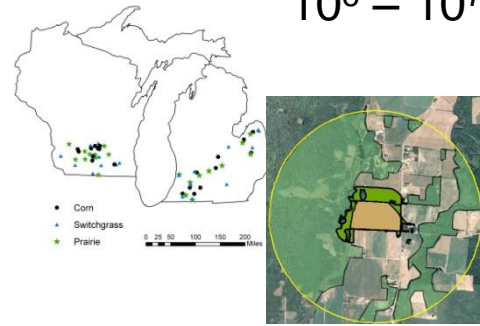 10⁶ – 10⁷
Corn
Switchgrass
Prairie
0 25 50 100 150 200
Miles